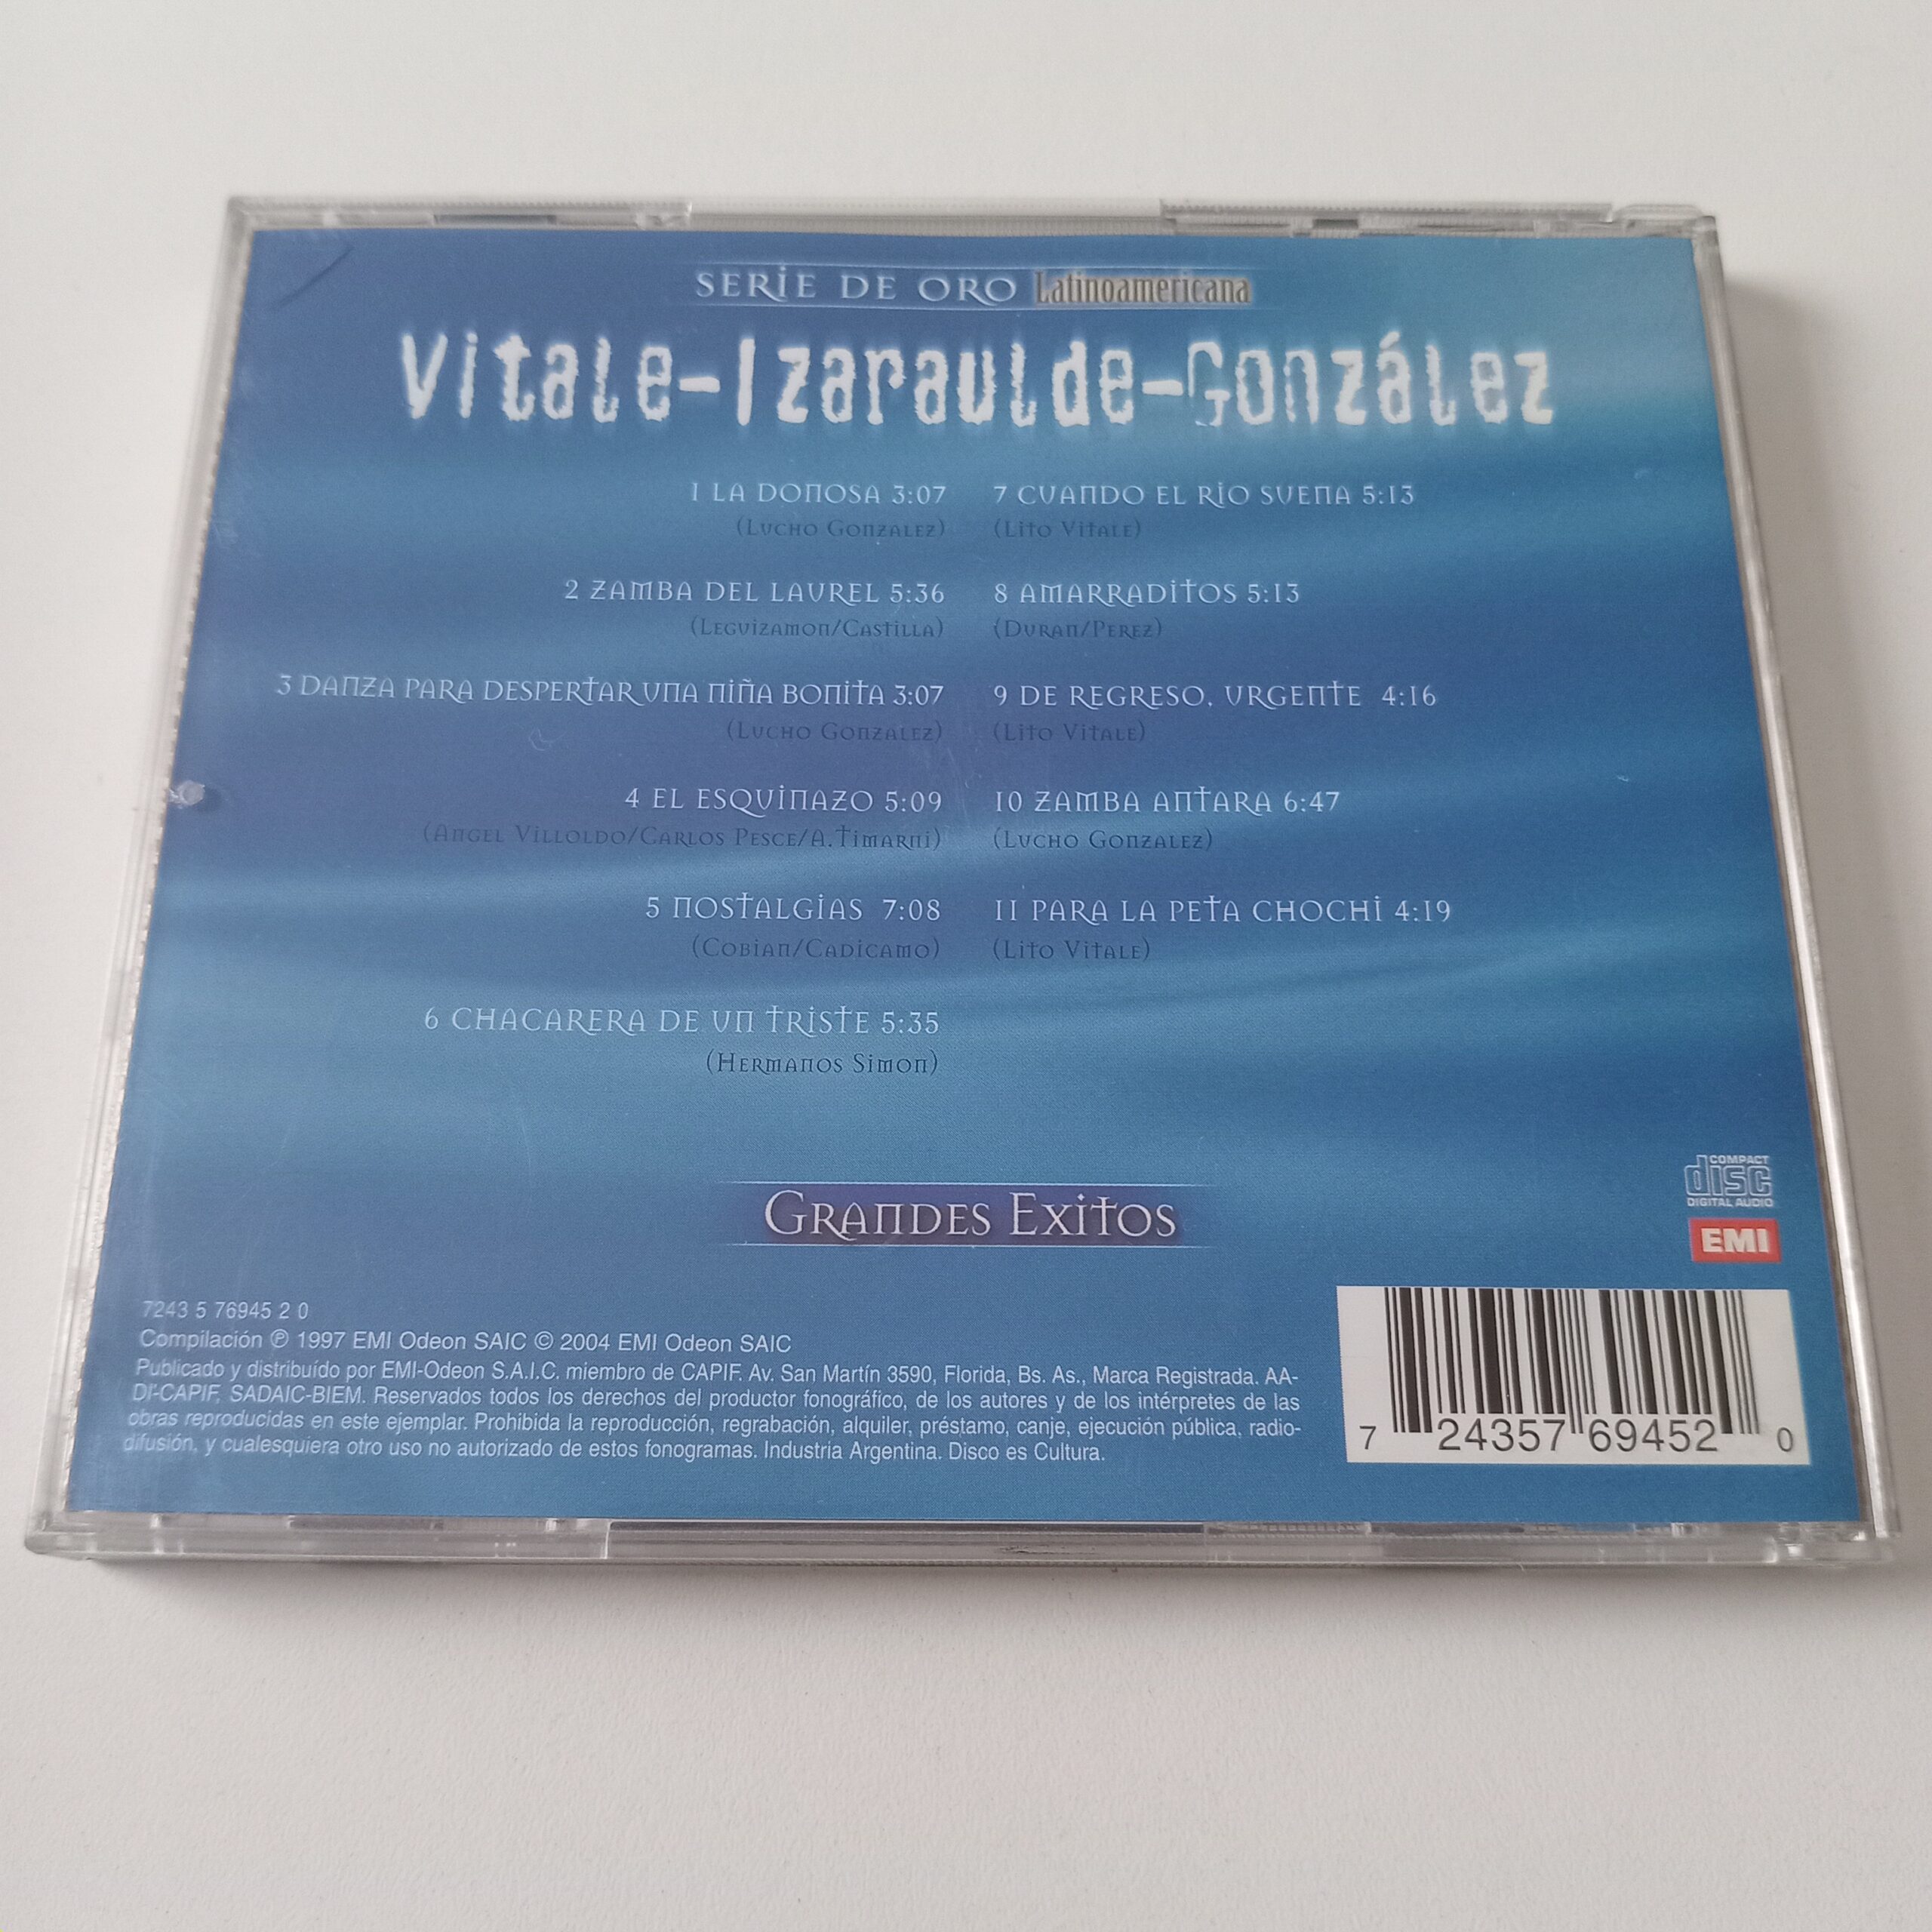 SERIE DE ORO Latinoamericana
Vitale-Izaraulde-González
1 LA DONOSA 3:07
(LUCHO GONZALEZ)
2 ZAMBA DEL LAUREL 5:36
(LEGUIZAMON/CASTILLA)
3 DANZA PARA DESPERTAR UNA NIÑA BONITA 3:07
(LUCHO GONZALEZ)
4 EL ESQUINAZO 5:09
(ANGEL VILLOLDO/CARLOS PESCE/A.TIMARNI)
5 NOSTALGIAS 7:08
(COBIAN/CADICAMO)
6 CHACARERA DE UN TRISTE 5:35
(HERMANOS SIMON)
7 CUANDO EL RIO SUENA 5:13
(LITO VITALE)
8 AMARRADITOS 5:13
(DURAN/PEREZ)
9 DE REGRESO, URGENTE 4:16
(LITO VITALE)
10 ZAMBA ANTARA 6:47
(LUCHO GONZALEZ)
11 PARA LA PETA CHOCHI 4:19
(LITO VITALE)
GRANDES EXITOS
COMPACT
disc
DIGITAL AUDIO
EMI
7243 5 76945 2 0
Compilación ℗ 1997 EMI Odeon SAIC © 2004 EMI Odeon SAIC
Publicado y distribuído por EMI-Odeon S.A.I.C. miembro de CAPIF. Av. San Martín 3590, Florida, Bs. As., Marca Registrada. AA-
DI-CAPIF, SADAIC-BIEM. Reservados todos los derechos del productor fonográfico, de los autores y de los intérpretes de las
obras reproducidas en este ejemplar. Prohibida la reproducción, regrabación, alquiler, préstamo, canje, ejecución pública, radio-
difusión, y cualesquiera otro uso no autorizado de estos fonogramas. Industria Argentina. Disco es Cultura.
7 24357 69452 0